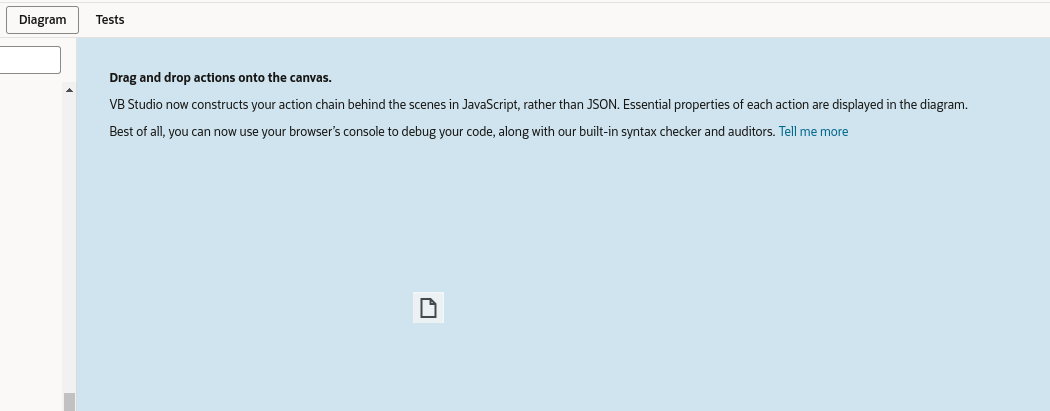 Diagram Tests
Drag and drop actions onto the canvas.
VB Studio now constructs your action chain behind the scenes in JavaScript, rather than JSON. Essential properties of each action are displayed in the diagram.
Best of all, you can now use your browser's console to debug your code, along with our built-in syntax checker and auditors. Tell me more